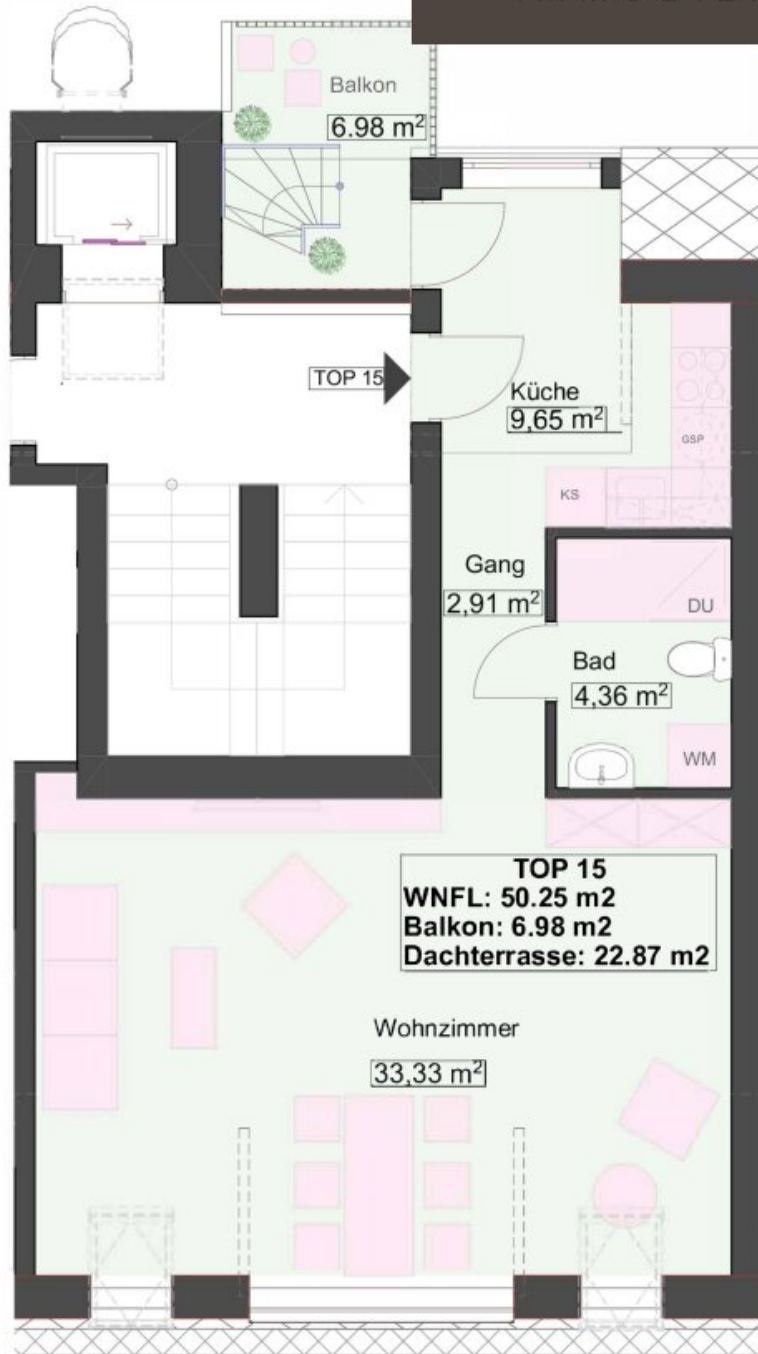 Balkon
6.98 m²
TOP 15
Küche
9,65 m²
GSP
KS
Gang
2,91 m²
DU
Bad
4,36 m²
WM
TOP 15
WNFL: 50.25 m2
Balkon: 6.98 m2
Dachterrasse: 22.87 m2
Wohnzimmer
33,33 m²